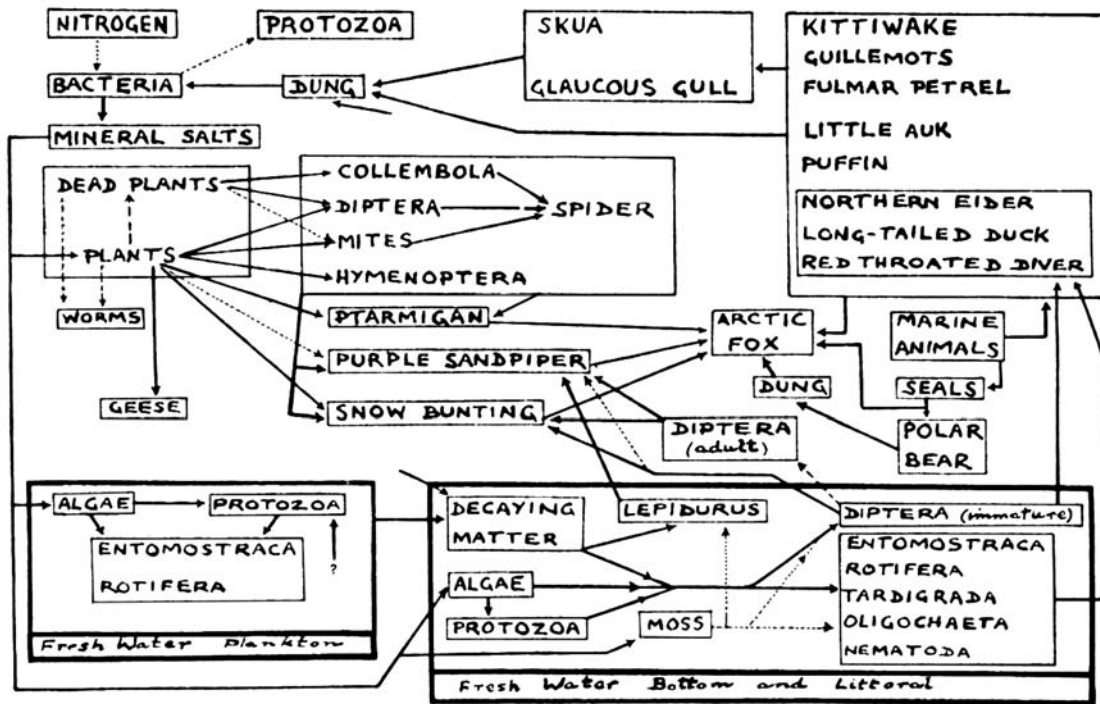 NITROGEN
PROTOZOA
BACTERIA
DUNG
MINERAL SALTS
SKUA
GLAUCOUS GULL
KITTIWAKE
GUILLEMOTS
FULMAR PETREL
LITTLE AUK
PUFFIN
NORTHERN EIDER
LONG-TAILED DUCK
RED THROATED DIVER
DEAD PLANTS
PLANTS
WORMS
GEESE
COLLEMBOLA
DIPTERA
MITES
HYMENOPTERA
SPIDER
PTARMIGAN
PURPLE SANDPIPER
SNOW BUNTING
ARCTIC
FOX
MARINE
ANIMALS
DUNG
SEALS
POLAR
BEAR
DIPTERA
(adult)
ALGAE
PROTOZOA
ENTOMOSTRACA
ROTIFERA
?
Fresh Water Plankton
DECAYING
MATTER
LEPIDURUS
DIPTERA (immature)
ALGAE
PROTOZOA
MOSS
ENTOMOSTRACA
ROTIFERA
TARDIGRADA
OLIGOCHAETA
NEMATODA
Fresh Water Bottom and Littoral